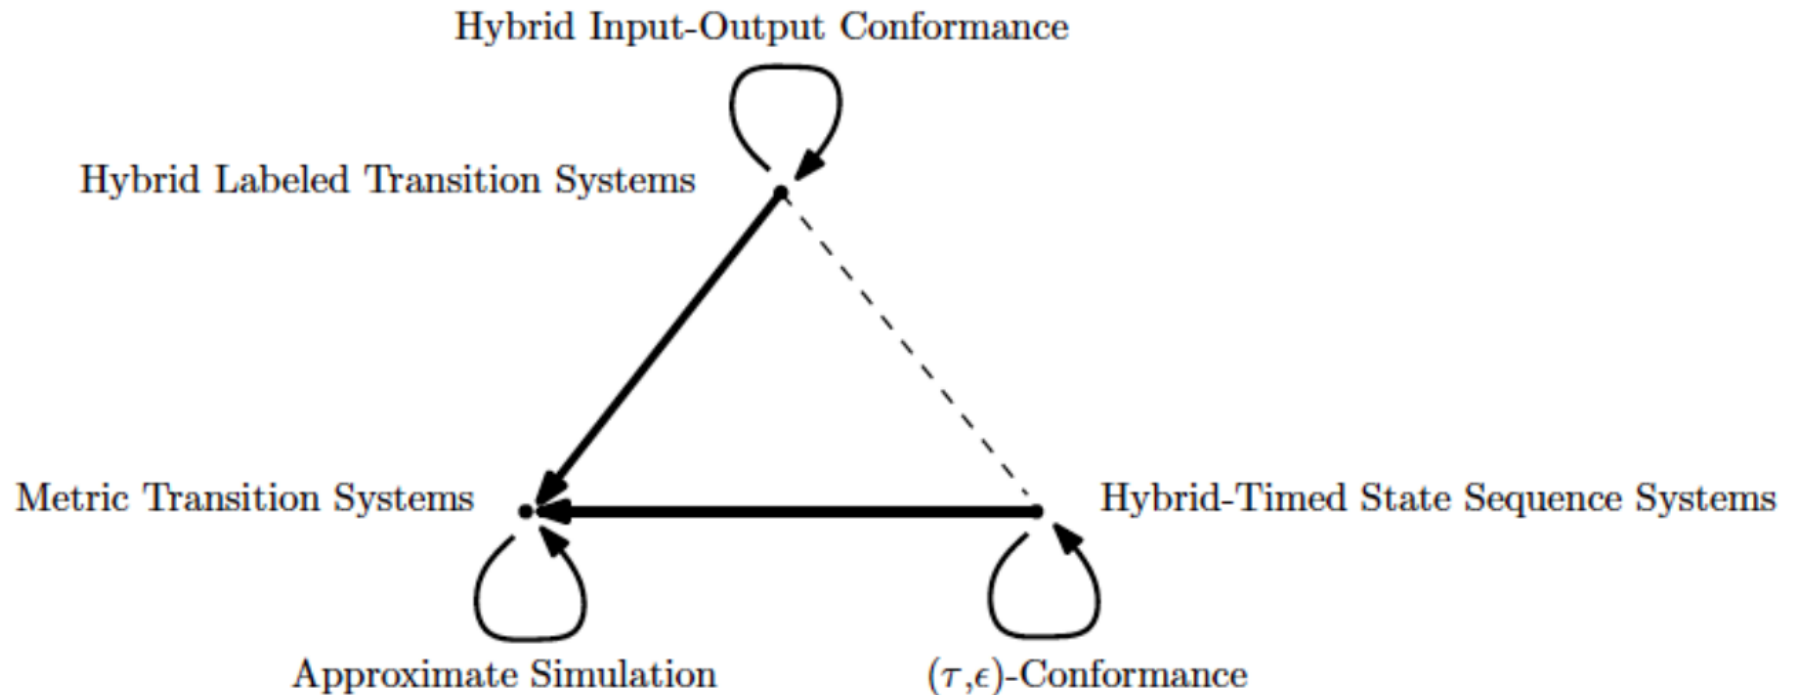 Hybrid Input-Output Conformance
Hybrid Labeled Transition Systems
Metric Transition Systems
Hybrid-Timed State Sequence Systems
Approximate Simulation
(τ,ϵ)-Conformance